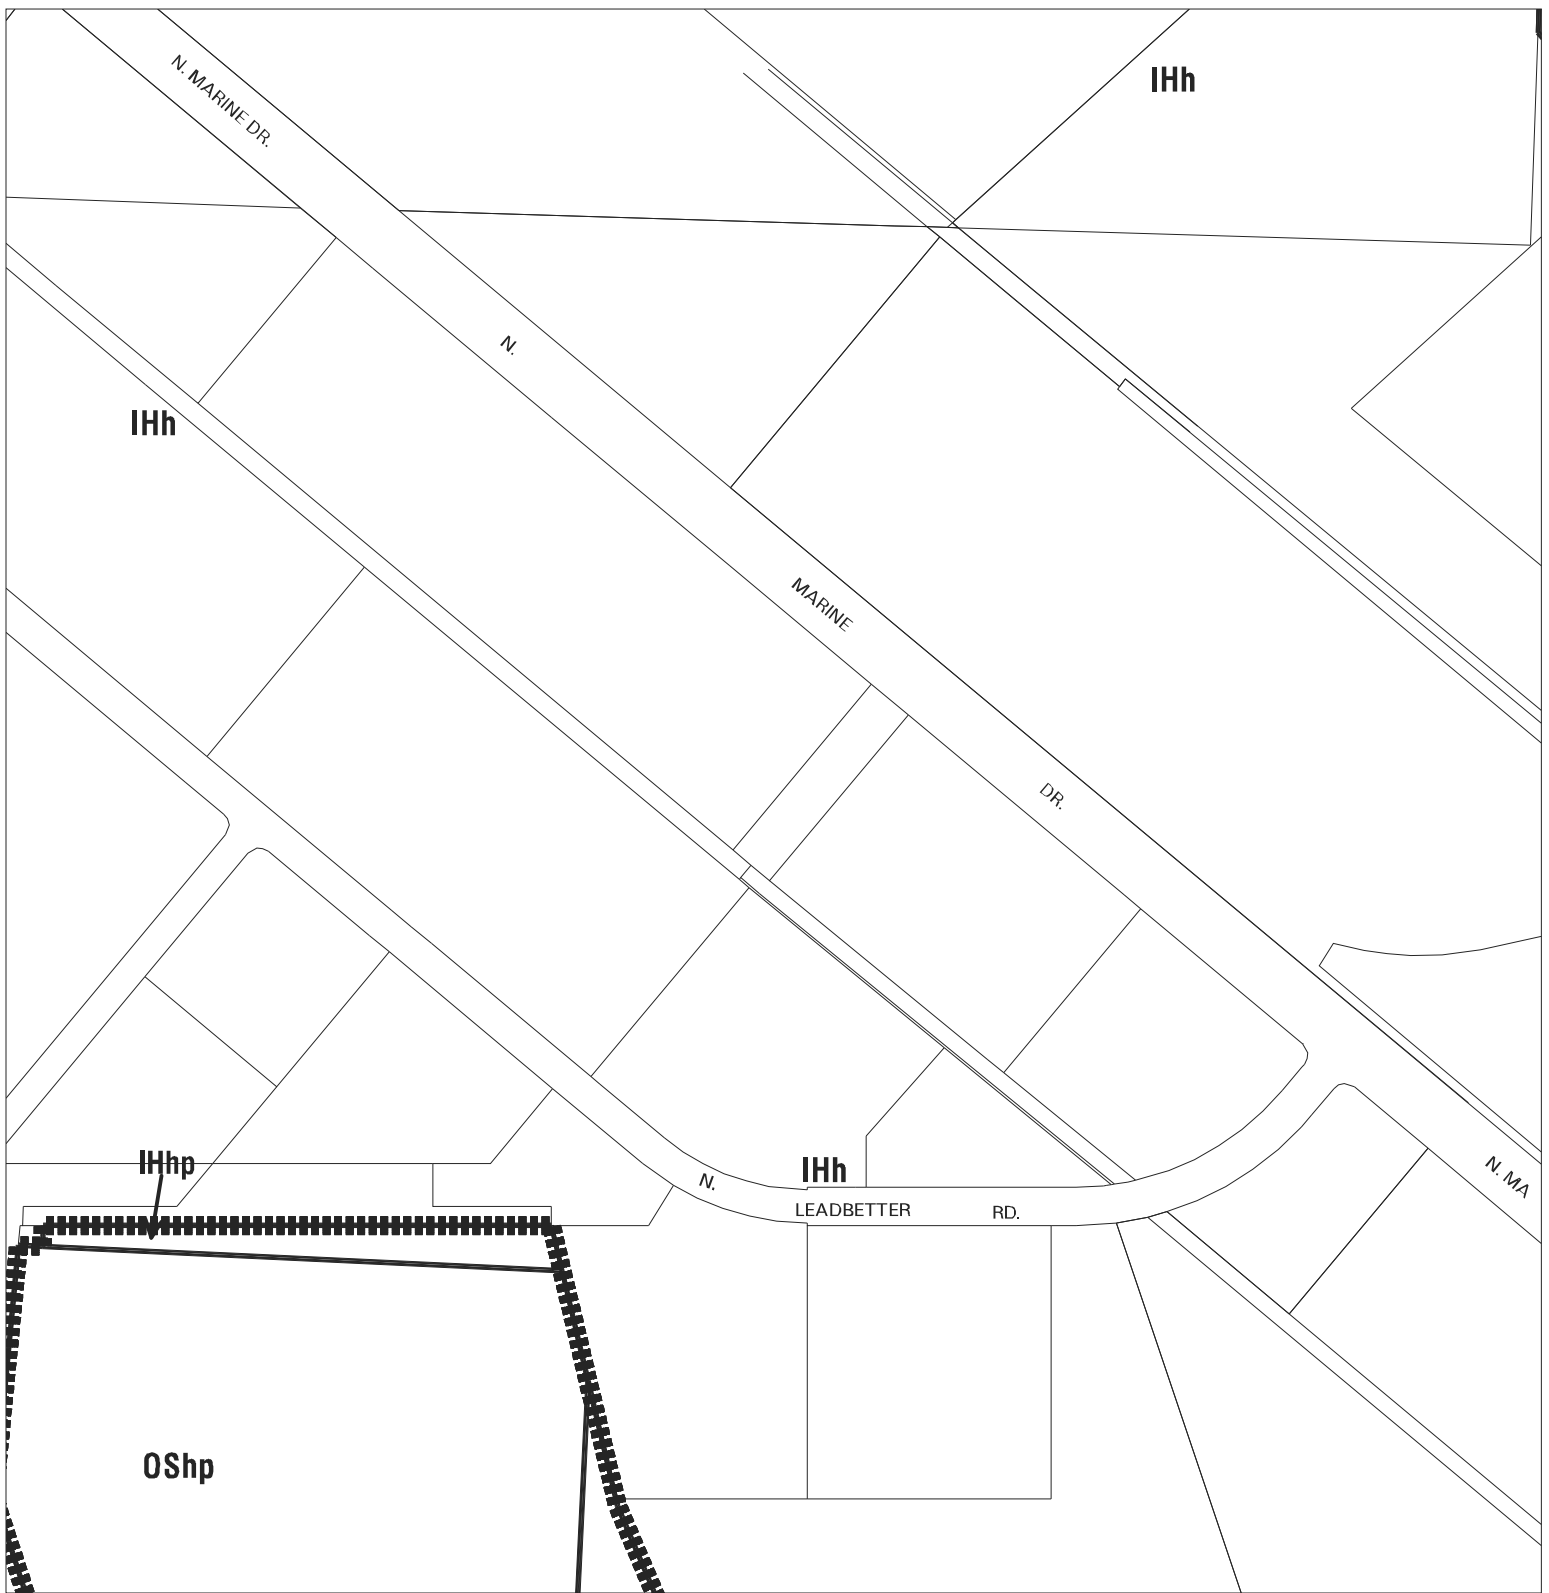 N. MARINE DR.
IHh
N.
IHh
MARINE
DR.
IHhp
IHh
N.
LEADBETTER
RD.
N. MA
OShp